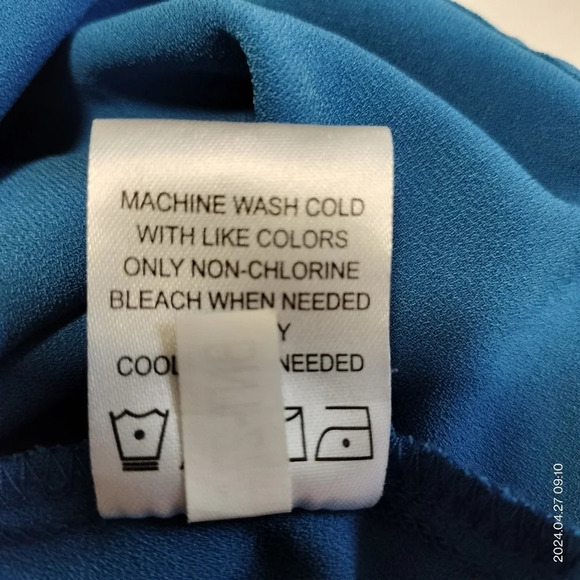 MACHINE WASH COLD
WITH LIKE COLORS
ONLY NON-CHLORINE
BLEACH WHEN NEEDED
COOL NEEDED
2024.04.27 09:10